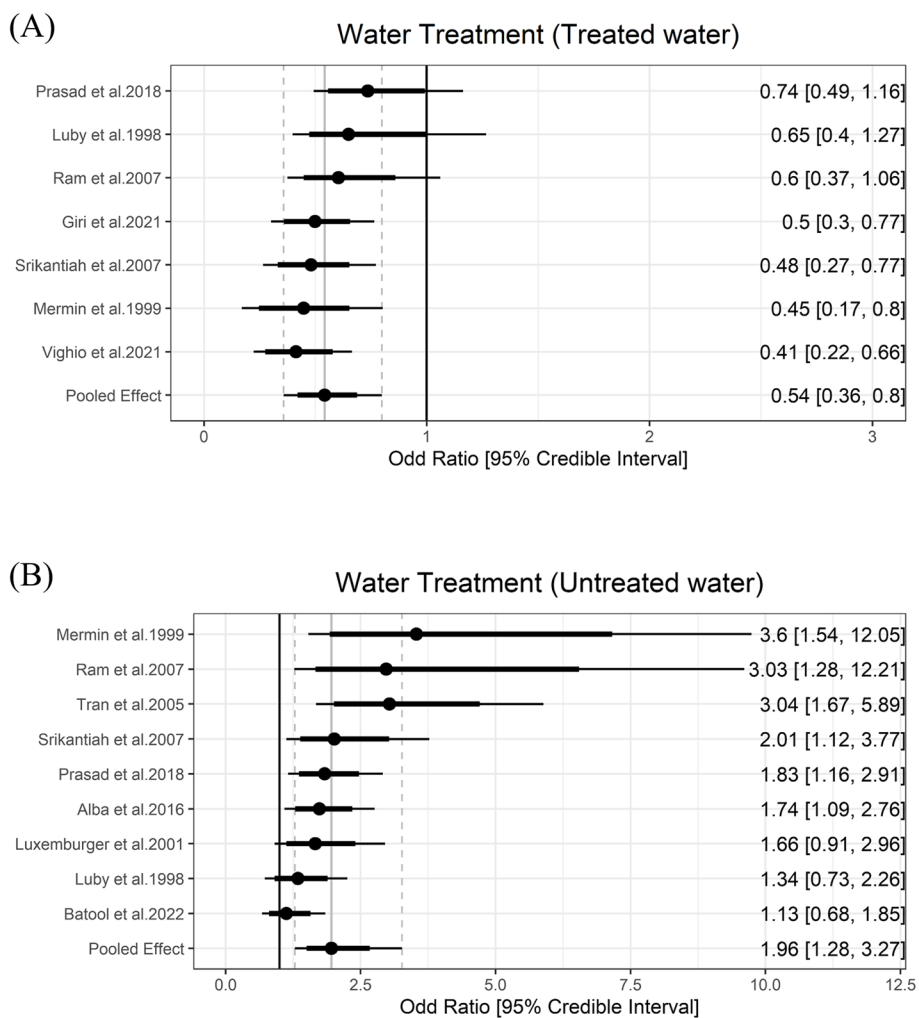 (A)
Water Treatment (Treated water)
Prasad et al.2018 0.74 [0.49, 1.16]
Luby et al.1998 0.65 [0.4, 1.27]
Ram et al.2007 0.6 [0.37, 1.06]
Giri et al.2021 0.5 [0.3, 0.77]
Srikantiah et al.2007 0.48 [0.27, 0.77]
Mermin et al.1999 0.45 [0.17, 0.8]
Vighio et al.2021 0.41 [0.22, 0.66]
Pooled Effect 0.54 [0.36, 0.8]
0 1 2 3
Odd Ratio [95% Credible Interval]
(B)
Water Treatment (Untreated water)
Mermin et al.1999 3.6 [1.54, 12.05]
Ram et al.2007 3.03 [1.28, 12.21]
Tran et al.2005 3.04 [1.67, 5.89]
Srikantiah et al.2007 2.01 [1.12, 3.77]
Prasad et al.2018 1.83 [1.16, 2.91]
Alba et al.2016 1.74 [1.09, 2.76]
Luxemburger et al.2001 1.66 [0.91, 2.96]
Luby et al.1998 1.34 [0.73, 2.26]
Batool et al.2022 1.13 [0.68, 1.85]
Pooled Effect 1.96 [1.28, 3.27]
0.0 2.5 5.0 7.5 10.0 12.5
Odd Ratio [95% Credible Interval]